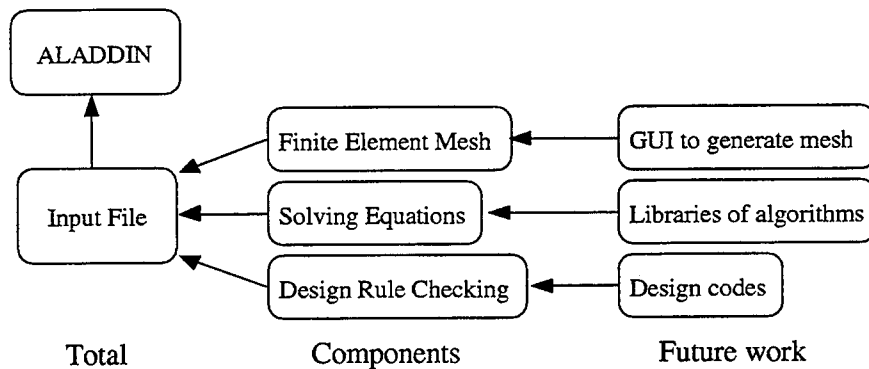 ALADDIN
Finite Element Mesh
GUI to generate mesh
Input File
Solving Equations
Libraries of algorithms
Design Rule Checking
Design codes
Total
Components
Future work